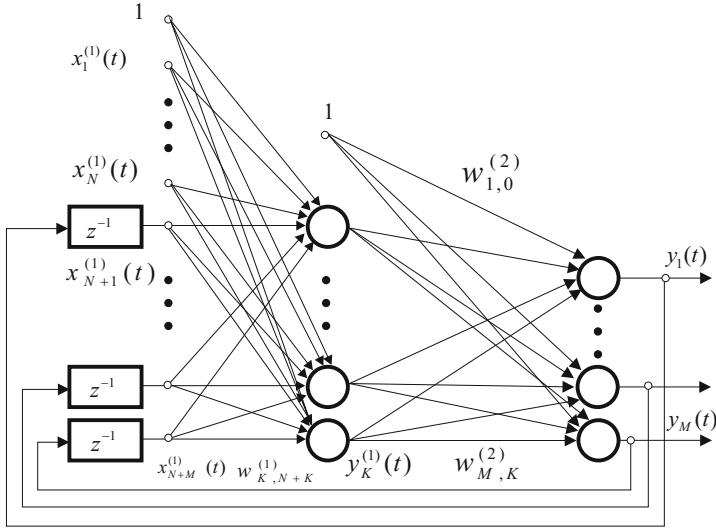 1
x_1^{(1)}(t)
1
x_N^{(1)}(t)
w_{1,0}^{(2)}
z^{-1}
y_1(t)
x_{N+1}^{(1)}(t)
z^{-1}
z^{-1}
y_M(t)
x_{N+M}^{(1)}(t)
w_{K,N+K}^{(1)}
y_K^{(1)}(t)
w_{M,K}^{(2)}